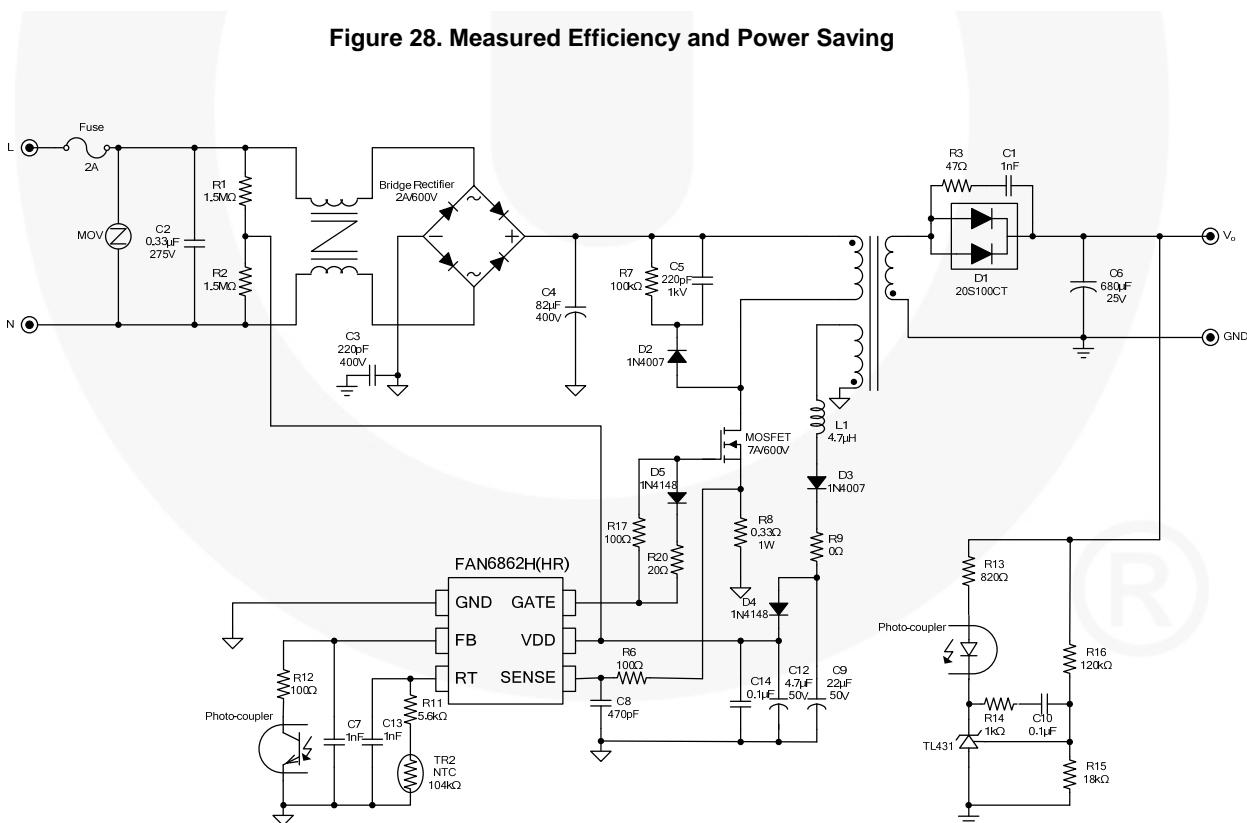 Figure 28. Measured Efficiency and Power Saving
Fuse
L
2A
R1
1.5MΩ
MOV
C2
0.33µF
275V
R2
1.5MΩ
N
Bridge Rectifier
2A/600V
~
−
+
~
C3
220pF
400V
C4
82µF
400V
R7
100kΩ
C5
220pF
1kV
D2
1N4007
R3
47Ω
C1
1nF
D1
20S100CT
Vo
C6
680µF
25V
GND
L1
4.7µH
MOSFET
7A/600V
D5
1N4148
D3
1N4007
R17
100Ω
R20
20Ω
R8
0.33Ω
1W
R9
0Ω
FAN6862H(HR)
GND GATE
FB VDD
RT SENSE
D4
1N4148
R6
100Ω
C8
470pF
C14
0.1µF
C12
4.7µF
50V
C9
22µF
50V
R12
100Ω
Photo-coupler
C7
1nF
C13
1nF
R11
5.6kΩ
TR2
NTC
104kΩ
R13
820Ω
Photo-coupler
R16
120kΩ
R14
1kΩ
C10
0.1µF
TL431
R15
18kΩ
®